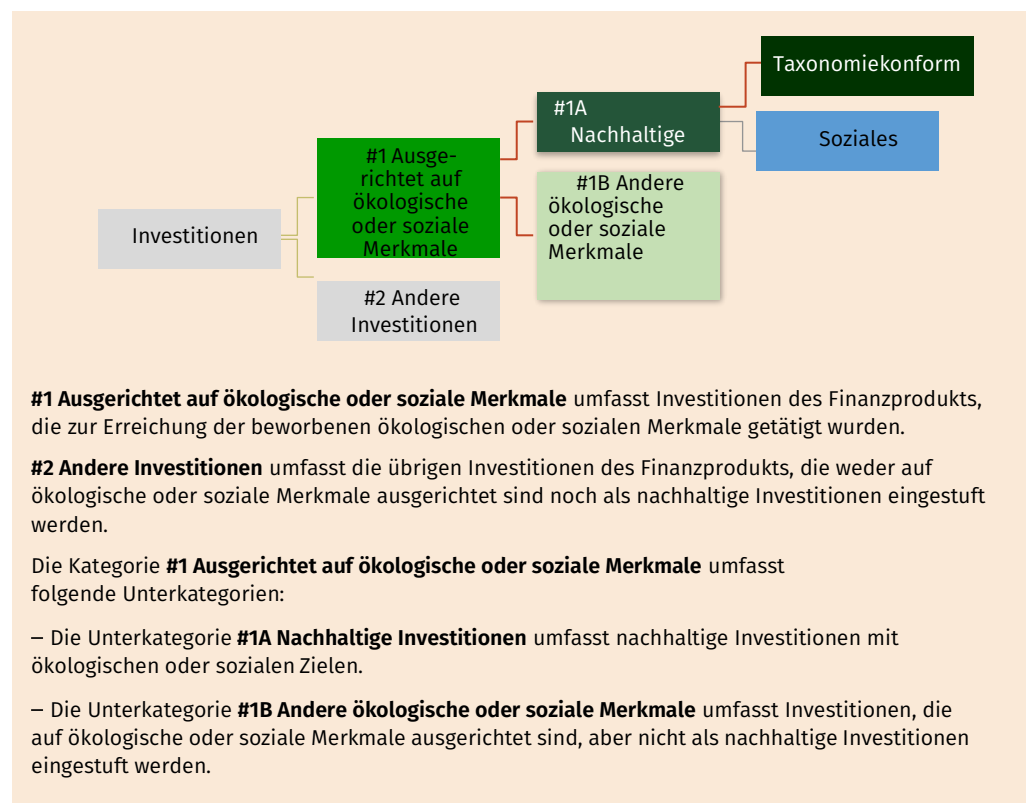 Taxonomiekonform
#1A
Nachhaltige
Soziales
#1 Ausge-
richtet auf
ökologische
oder soziale
Merkmale
#1B Andere
ökologische
oder soziale
Merkmale
Investitionen
#2 Andere
Investitionen
#1 Ausgerichtet auf ökologische oder soziale Merkmale umfasst Investitionen des Finanzprodukts,
die zur Erreichung der beworbenen ökologischen oder sozialen Merkmale getätigt wurden.
#2 Andere Investitionen umfasst die übrigen Investitionen des Finanzprodukts, die weder auf
ökologische oder soziale Merkmale ausgerichtet sind noch als nachhaltige Investitionen eingestuft
werden.
Die Kategorie #1 Ausgerichtet auf ökologische oder soziale Merkmale umfasst
folgende Unterkategorien:
– Die Unterkategorie #1A Nachhaltige Investitionen umfasst nachhaltige Investitionen mit
ökologischen oder sozialen Zielen.
– Die Unterkategorie #1B Andere ökologische oder soziale Merkmale umfasst Investitionen, die
auf ökologische oder soziale Merkmale ausgerichtet sind, aber nicht als nachhaltige Investitionen
eingestuft werden.